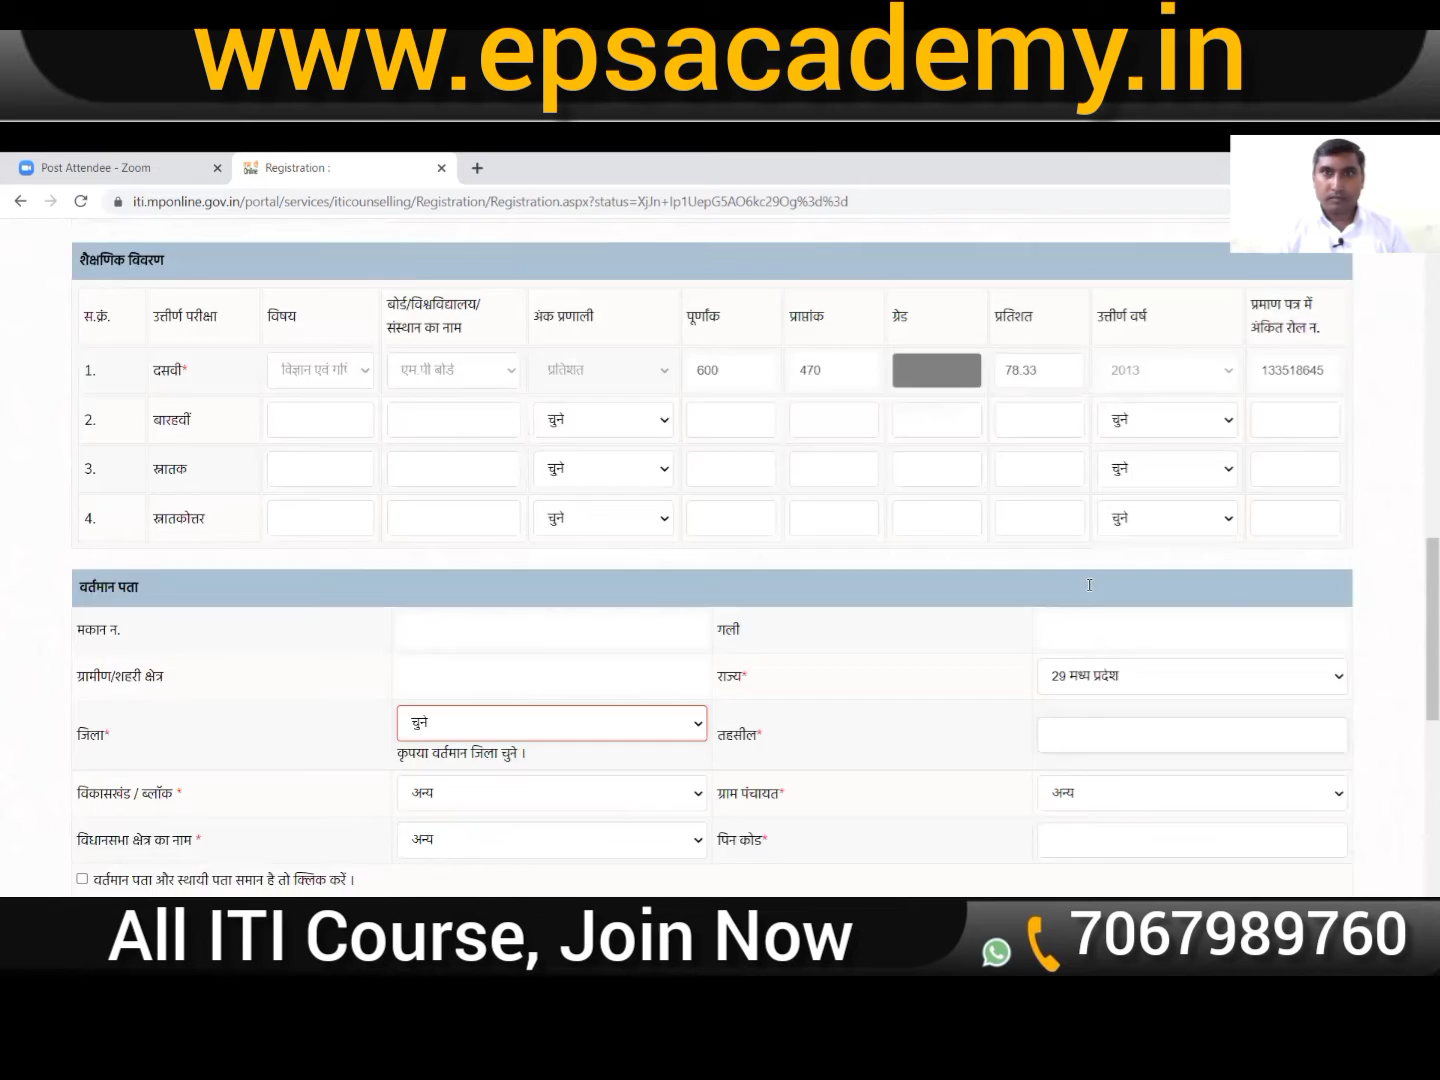 www.epsacademy.in
Post Attendee - Zoom
Registration :
iti.mponline.gov.in/portal/services/iticounselling/Registration/Registration.aspx?status=XjJn+Ip1UepG5AO6kc29Og%3d%3d
शैक्षणिक विवरण
स.क्रं. उत्तीर्ण परीक्षा विषय बोर्ड/विश्वविद्यालय/ संस्थान का नाम अंक प्रणाली पूर्णांक प्राप्तांक ग्रेड प्रतिशत उत्तीर्ण वर्ष प्रमाण पत्र में अंकित रोल न.
1. दसवी* विज्ञान एवं गणि एम.पी बोर्ड प्रतिशत 600 470 78.33 2013 133518645
2. बारहवीं चुने चुने
3. स्नातक चुने चुने
4. स्नातकोत्तर चुने चुने
वर्तमान पता
मकान न. गली
ग्रामीण/शहरी क्षेत्र राज्य* 29 मध्य प्रदेश
जिला* चुने तहसील*
कृपया वर्तमान जिला चुने ।
विकासखंड / ब्लॉक * अन्य ग्राम पंचायत* अन्य
विधानसभा क्षेत्र का नाम * अन्य पिन कोड*
वर्तमान पता और स्थायी पता समान है तो क्लिक करें ।
All ITI Course, Join Now
7067989760